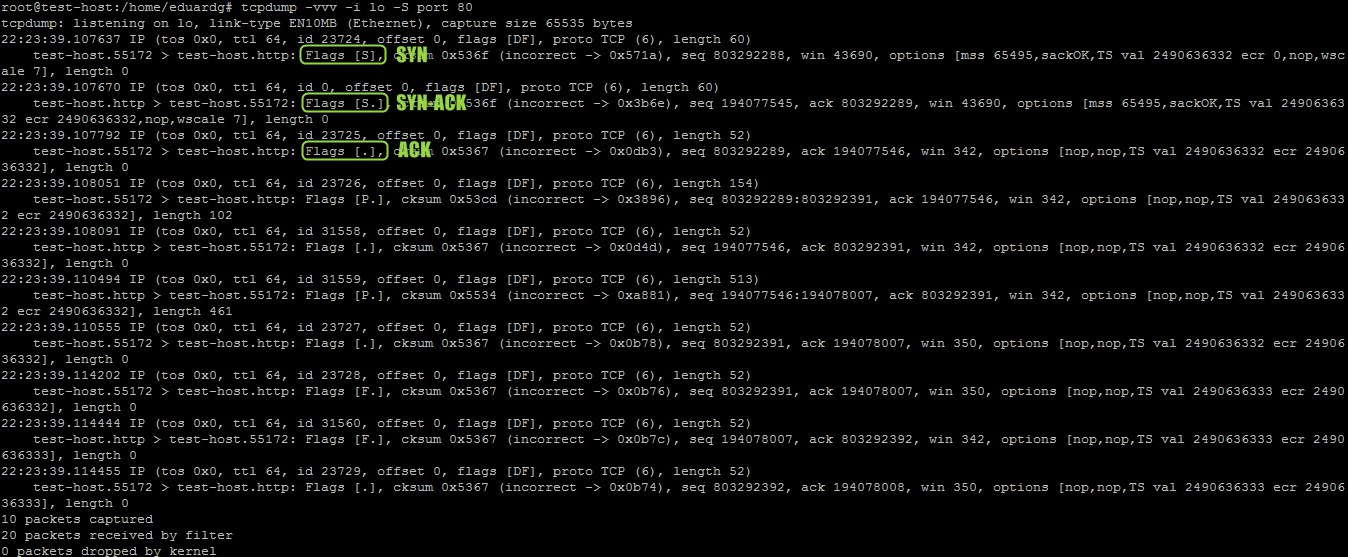 root@test-host:/home/eduardg# tcpdump -vvv -i lo -S port 80
tcpdump: listening on lo, link-type EN10MB (Ethernet), capture size 65535 bytes
22:23:39.107637 IP (tos 0x0, ttl 64, id 23724, offset 0, flags [DF], proto TCP (6), length 60)
test-host.55172 > test-host.http: Flags [S], SYN 0x536f (incorrect -> 0x571a), seq 803292288, win 43690, options [mss 65495,sackOK,TS val 2490636332 ecr 0,nop,wsc
ale 7], length 0
22:23:39.107670 IP (tos 0x0, ttl 64, id 0, offset 0, flags [DF], proto TCP (6), length 60)
test-host.http > test-host.55172: Flags [S.] SYN-ACK 536f (incorrect -> 0x3b6e), seq 194077545, ack 803292289, win 43690, options [mss 65495,sackOK,TS val 24906363
32 ecr 2490636332,nop,wscale 7], length 0
22:23:39.107792 IP (tos 0x0, ttl 64, id 23725, offset 0, flags [DF], proto TCP (6), length 52)
test-host.55172 > test-host.http: Flags [.], ACK 0x5367 (incorrect -> 0x0db3), seq 803292289, ack 194077546, win 342, options [nop,nop,TS val 2490636332 ecr 24906
36332], length 0
22:23:39.108051 IP (tos 0x0, ttl 64, id 23726, offset 0, flags [DF], proto TCP (6), length 154)
test-host.55172 > test-host.http: Flags [P.], cksum 0x53cd (incorrect -> 0x3896), seq 803292289:803292391, ack 194077546, win 342, options [nop,nop,TS val 249063633
2 ecr 2490636332], length 102
22:23:39.108091 IP (tos 0x0, ttl 64, id 31558, offset 0, flags [DF], proto TCP (6), length 52)
test-host.http > test-host.55172: Flags [.], cksum 0x5367 (incorrect -> 0x0d4d), seq 194077546, ack 803292391, win 342, options [nop,nop,TS val 2490636332 ecr 24906
36332], length 0
22:23:39.110494 IP (tos 0x0, ttl 64, id 31559, offset 0, flags [DF], proto TCP (6), length 513)
test-host.http > test-host.55172: Flags [P.], cksum 0x5534 (incorrect -> 0xa881), seq 194077546:194078007, ack 803292391, win 342, options [nop,nop,TS val 249063633
2 ecr 2490636332], length 461
22:23:39.110555 IP (tos 0x0, ttl 64, id 23727, offset 0, flags [DF], proto TCP (6), length 52)
test-host.55172 > test-host.http: Flags [.], cksum 0x5367 (incorrect -> 0x0b78), seq 803292391, ack 194078007, win 350, options [nop,nop,TS val 2490636332 ecr 24906
36332], length 0
22:23:39.114202 IP (tos 0x0, ttl 64, id 23728, offset 0, flags [DF], proto TCP (6), length 52)
test-host.55172 > test-host.http: Flags [F.], cksum 0x5367 (incorrect -> 0x0b76), seq 803292391, ack 194078007, win 350, options [nop,nop,TS val 2490636333 ecr 2490
636332], length 0
22:23:39.114444 IP (tos 0x0, ttl 64, id 31560, offset 0, flags [DF], proto TCP (6), length 52)
test-host.http > test-host.55172: Flags [F.], cksum 0x5367 (incorrect -> 0x0b7c), seq 194078007, ack 803292392, win 342, options [nop,nop,TS val 2490636333 ecr 2490
636333], length 0
22:23:39.114455 IP (tos 0x0, ttl 64, id 23729, offset 0, flags [DF], proto TCP (6), length 52)
test-host.55172 > test-host.http: Flags [.], cksum 0x5367 (incorrect -> 0x0b74), seq 803292392, ack 194078008, win 350, options [nop,nop,TS val 2490636333 ecr 24906
36333], length 0
10 packets captured
20 packets received by filter
0 packets dropped by kernel